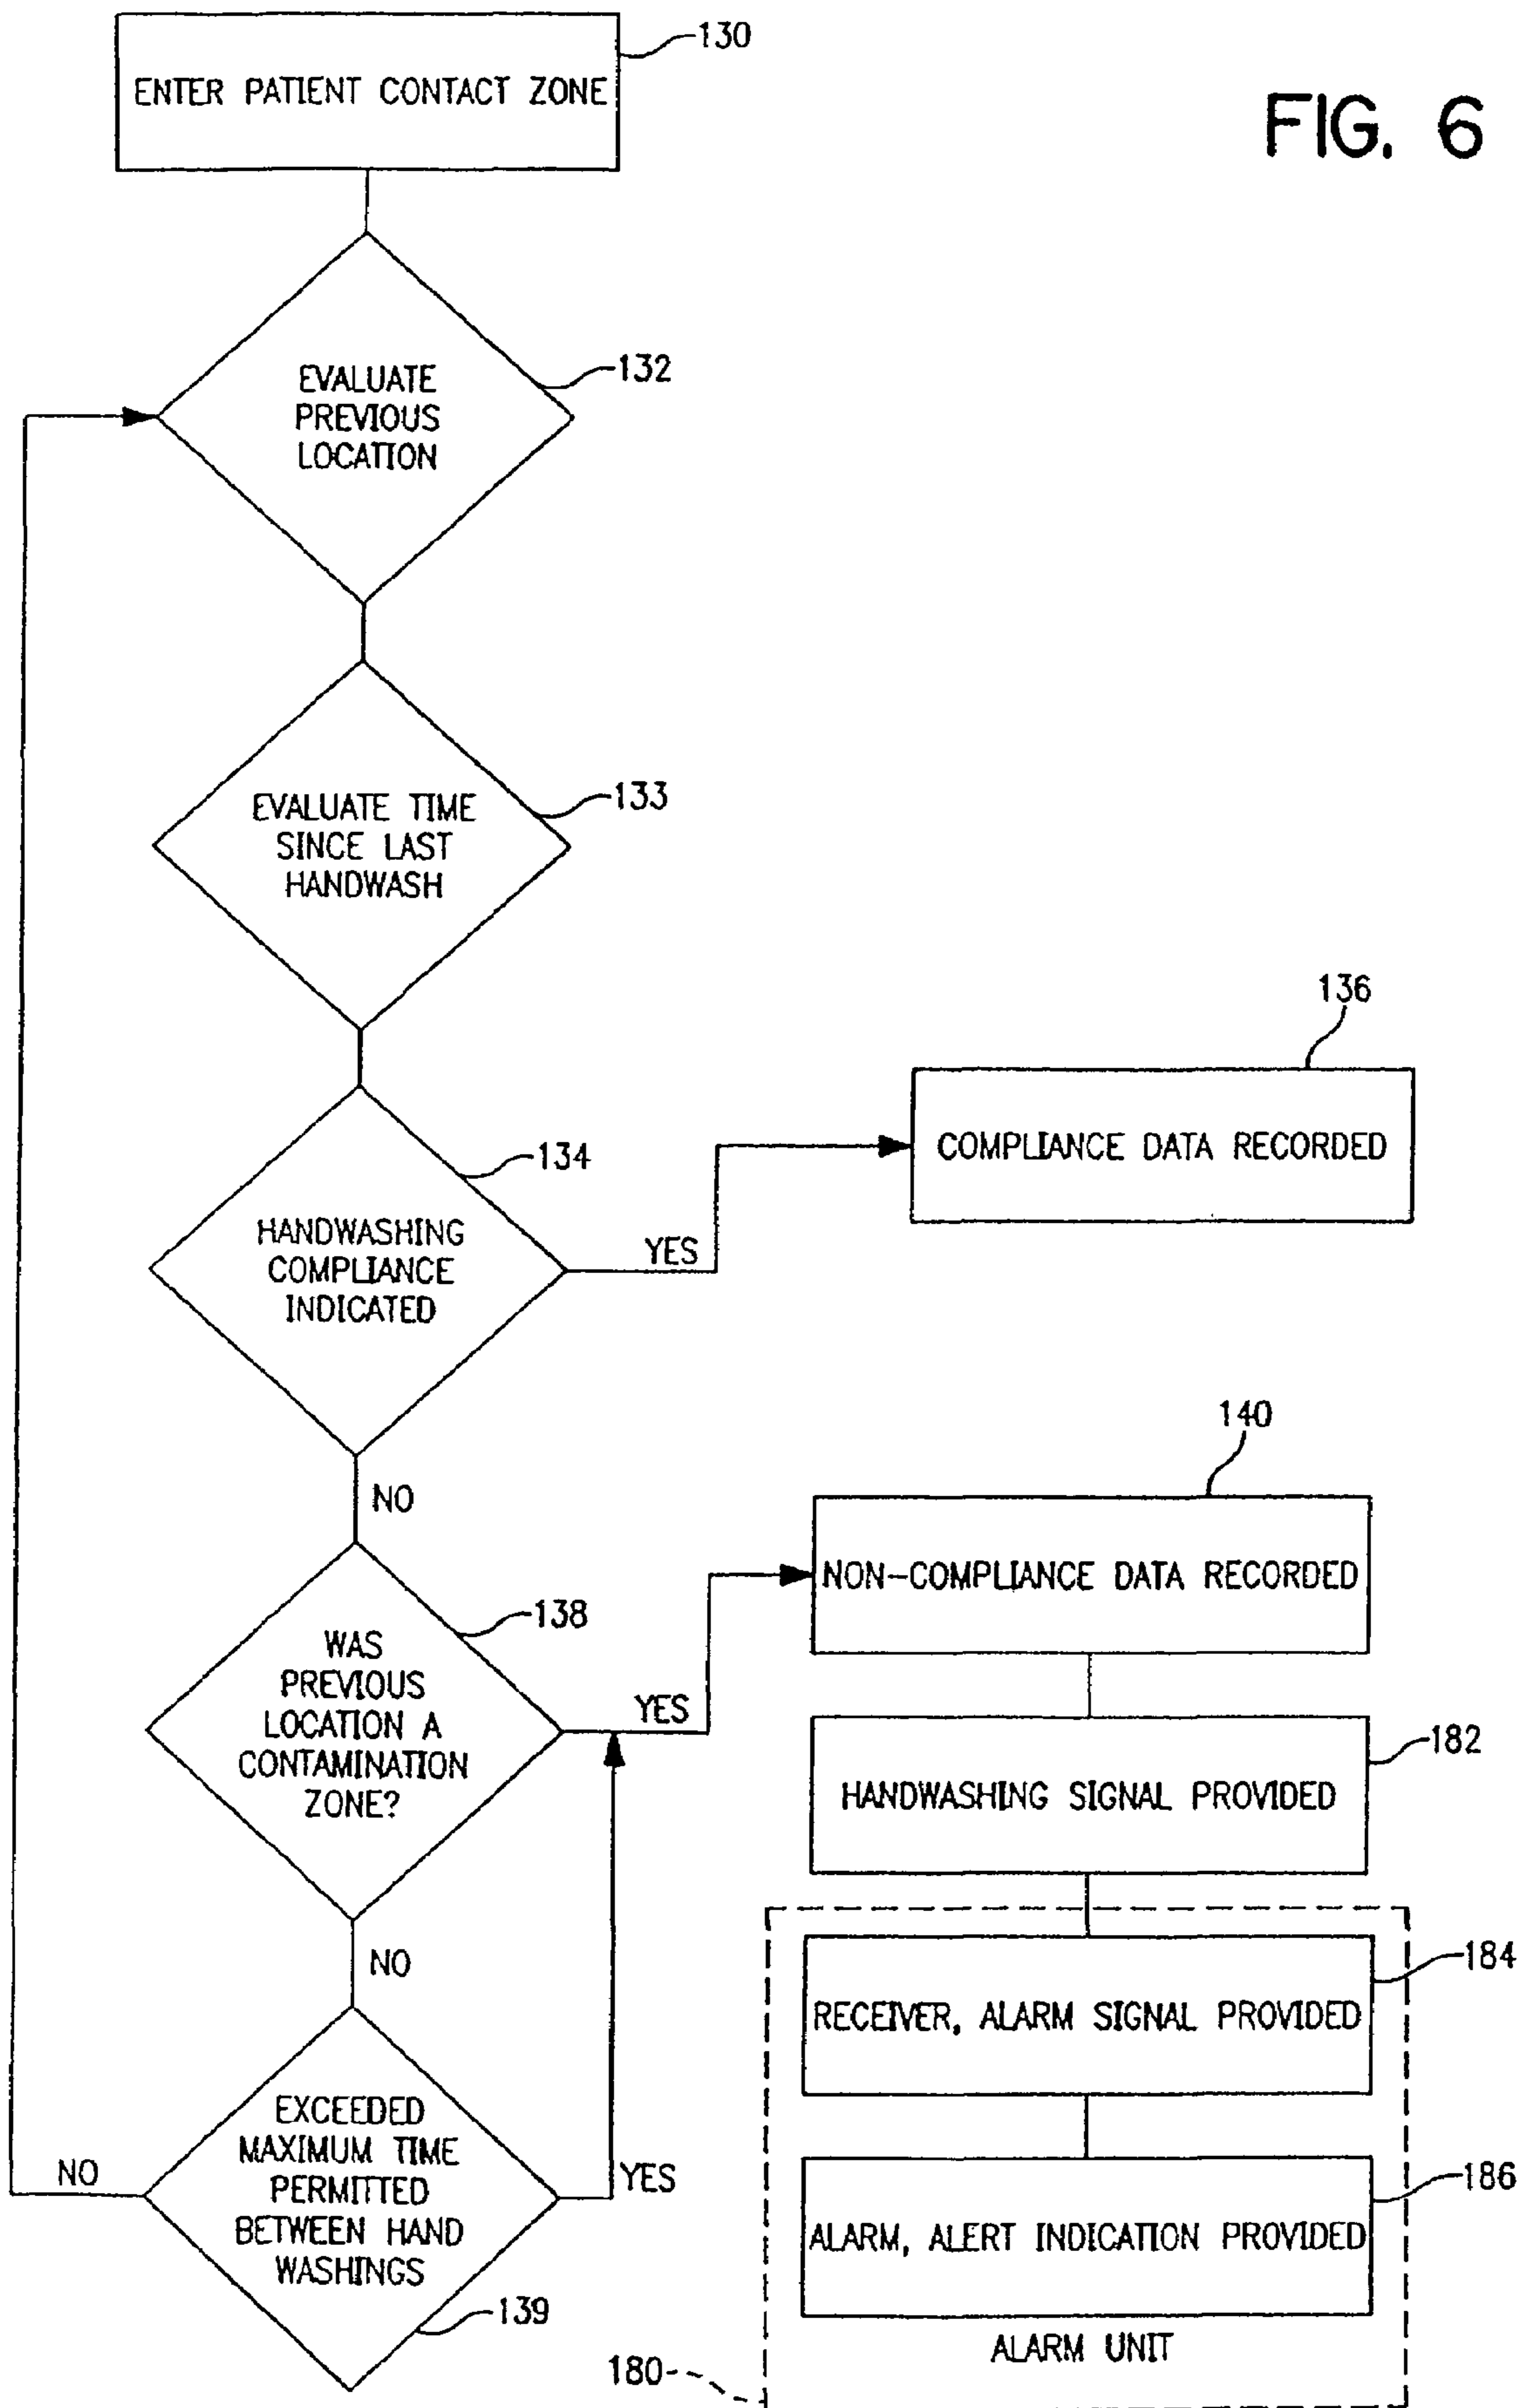 130
ENTER PATIENT CONTACT ZONE
FIG. 6
EVALUATE
PREVIOUS
LOCATION
132
EVALUATE TIME
SINCE LAST
HANDWASH
133
136
COMPLIANCE DATA RECORDED
134
HANDWASHING
COMPLIANCE
INDICATED
YES
NO
140
NON-COMPLIANCE DATA RECORDED
138
WAS
PREVIOUS
LOCATION A
CONTAMINATION
ZONE?
YES
182
HANDWASHING SIGNAL PROVIDED
NO
184
RECEIVER, ALARM SIGNAL PROVIDED
EXCEEDED
MAXIMUM TIME
PERMITTED
BETWEEN HAND
WASHINGS
NO
YES
139
186
ALARM, ALERT INDICATION PROVIDED
ALARM UNIT
180